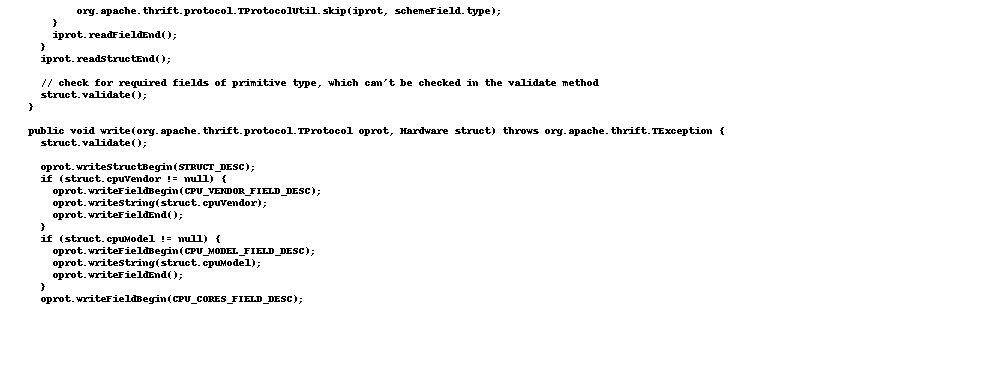 org.apache.thrift.protocol.TProtocolUtil.skip(iprot, schemeField.type);
}
iprot.readFieldEnd();
}
iprot.readStructEnd();
// check for required fields of primitive type, which can't be checked in the validate method
struct.validate();
}
public void write(org.apache.thrift.protocol.TProtocol oprot, Hardware struct) throws org.apache.thrift.TException {
struct.validate();
oprot.writeStructBegin(STRUCT_DESC);
if (struct.cpuVendor != null) {
oprot.writeFieldBegin(CPU_VENDOR_FIELD_DESC);
oprot.writeString(struct.cpuVendor);
oprot.writeFieldEnd();
}
if (struct.cpuModel != null) {
oprot.writeFieldBegin(CPU_MODEL_FIELD_DESC);
oprot.writeString(struct.cpuModel);
oprot.writeFieldEnd();
}
oprot.writeFieldBegin(CPU_CORES_FIELD_DESC);